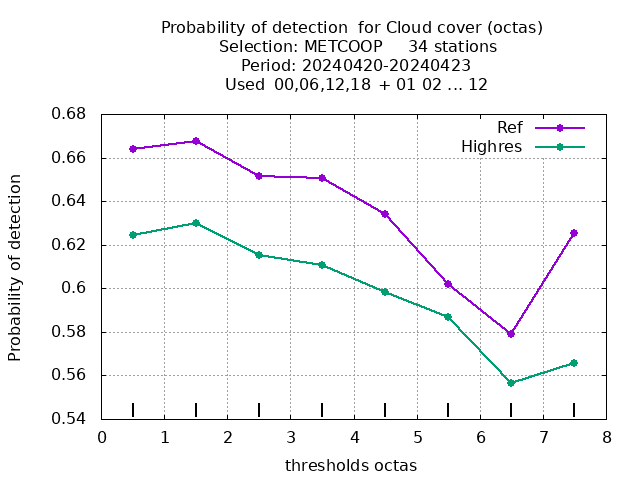 Probability of detection  for Cloud cover (octas)
Selection: METCOOP     34 stations
Period: 20240420-20240423
Used  00,06,12,18 + 01 02 ... 12
Ref
Highres
Probability of detection
0.68
0.66
0.64
0.62
0.6
0.58
0.56
0.54
0 1 2 3 4 5 6 7 8
thresholds octas